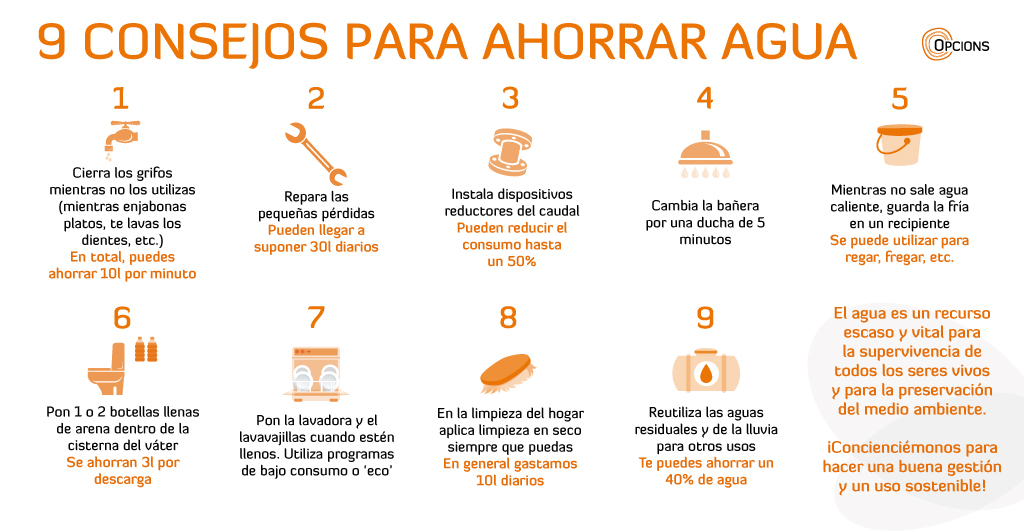 9 CONSEJOS PARA AHORRAR AGUA
OPCIONS
1
Cierra los grifos
mientras no los utilizas
(mientras enjabonas
platos, te lavas los
dientes, etc.)
En total, puedes
ahorrar 10l por minuto
2
Repara las
pequeñas pérdidas
Pueden llegar a
suponer 30l diarios
3
Instala dispositivos
reductores del caudal
Pueden reducir el
consumo hasta
un 50%
4
Cambia la bañera
por una ducha de 5
minutos
5
Mientras no sale agua
caliente, guarda la fría
en un recipiente
Se puede utilizar para
regar, fregar, etc.
6
Pon 1 o 2 botellas llenas
de arena dentro de la
cisterna del váter
Se ahorran 3l por
descarga
7
Pon la lavadora y el
lavavajillas cuando estén
llenos. Utiliza programas
de bajo consumo o ‘eco’
8
En la limpieza del hogar
aplica limpieza en seco
siempre que puedas
En general gastamos
10l diarios
9
Reutiliza las aguas
residuales y de la lluvia
para otros usos
Te puedes ahorrar un
40% de agua
El agua es un recurso
escaso y vital para
la supervivencia de
todos los seres vivos
y para la preservación
del medio ambiente.
¡Concienciémonos para
hacer una buena gestión
y un uso sostenible!